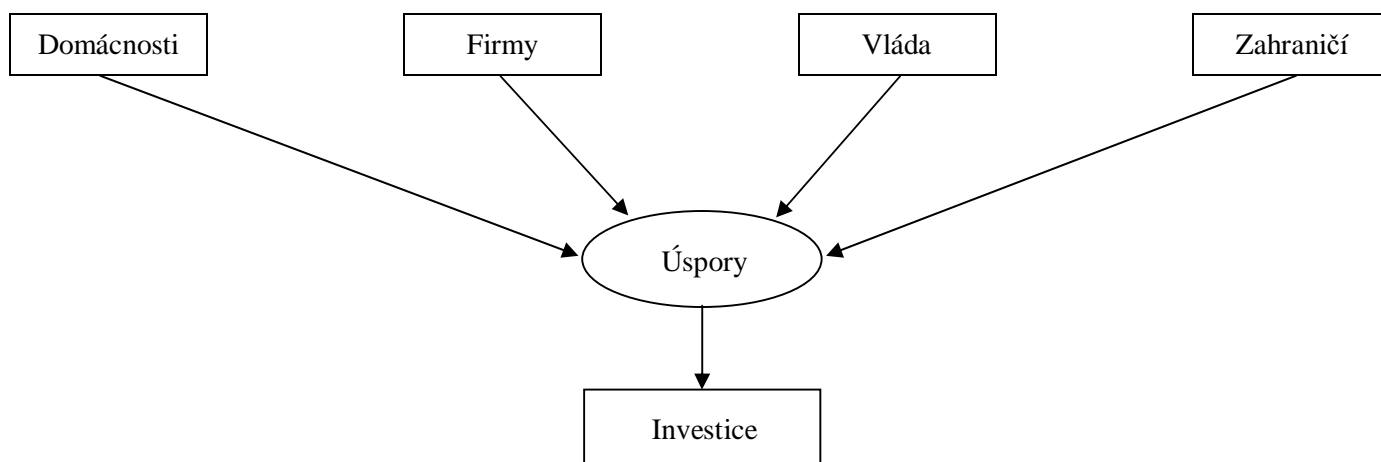 Domácnosti
Firmy
Vláda
Zahraničí
Úspory
Investice